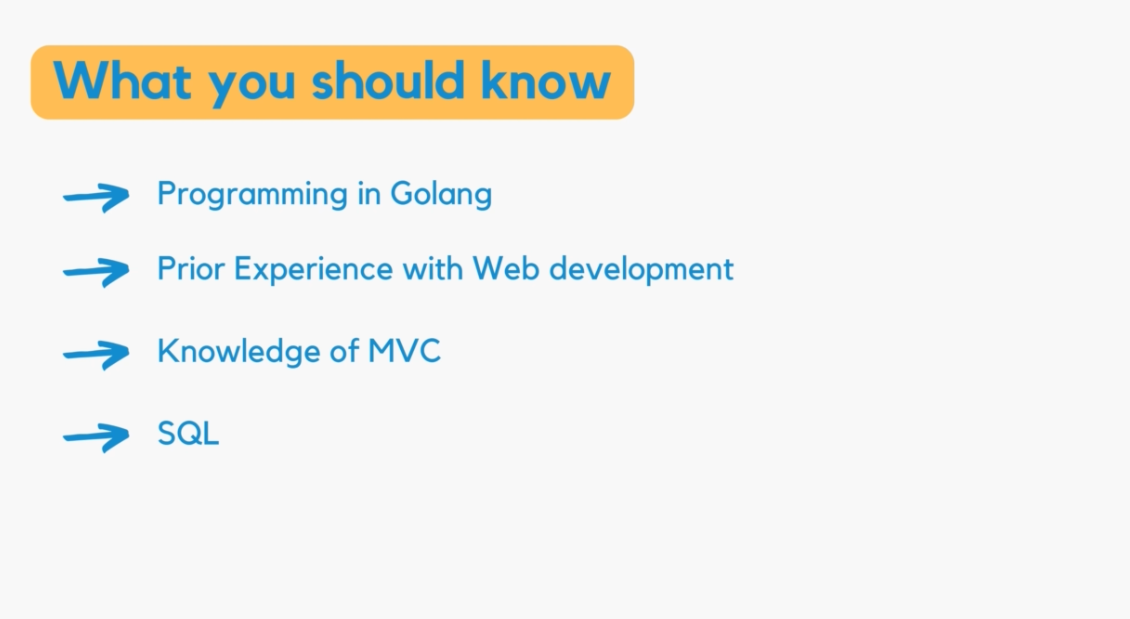 What you should know
Programming in Golang
Prior Experience with Web development
Knowledge of MVC
SQL